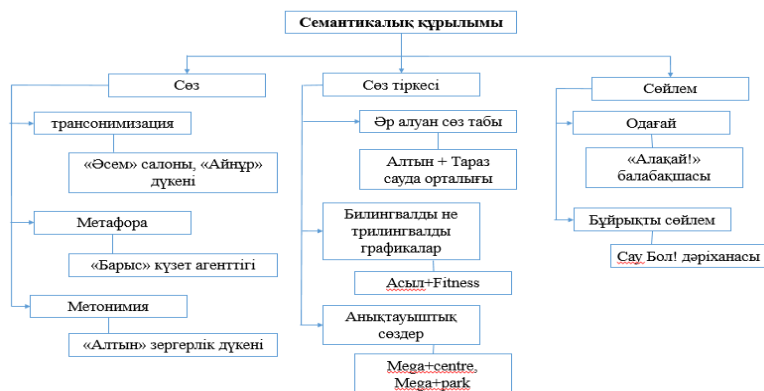 Семантикалық құрылымы
Сөз
трансонимизация
«Әсем» салоны, «Айнұр»
дүкені
Метафора
«Барыс» күзет агенттігі
Метонимия
«Алтын» зергерлік дүкені
Сөз тіркесі
Әр алуан сөз табы
Алтын + Тараз
сауда орталығы
Билингвалды не
трилингвалды
графикалар
Асыл+Fitness
Анықтауыштық
сөздер
Mega+centre,
Mega+park
Сөйлем
Одағай
«Алақай!»
балабақшасы
Бұйрықты сөйлем
Сау Бол! дәріханасы